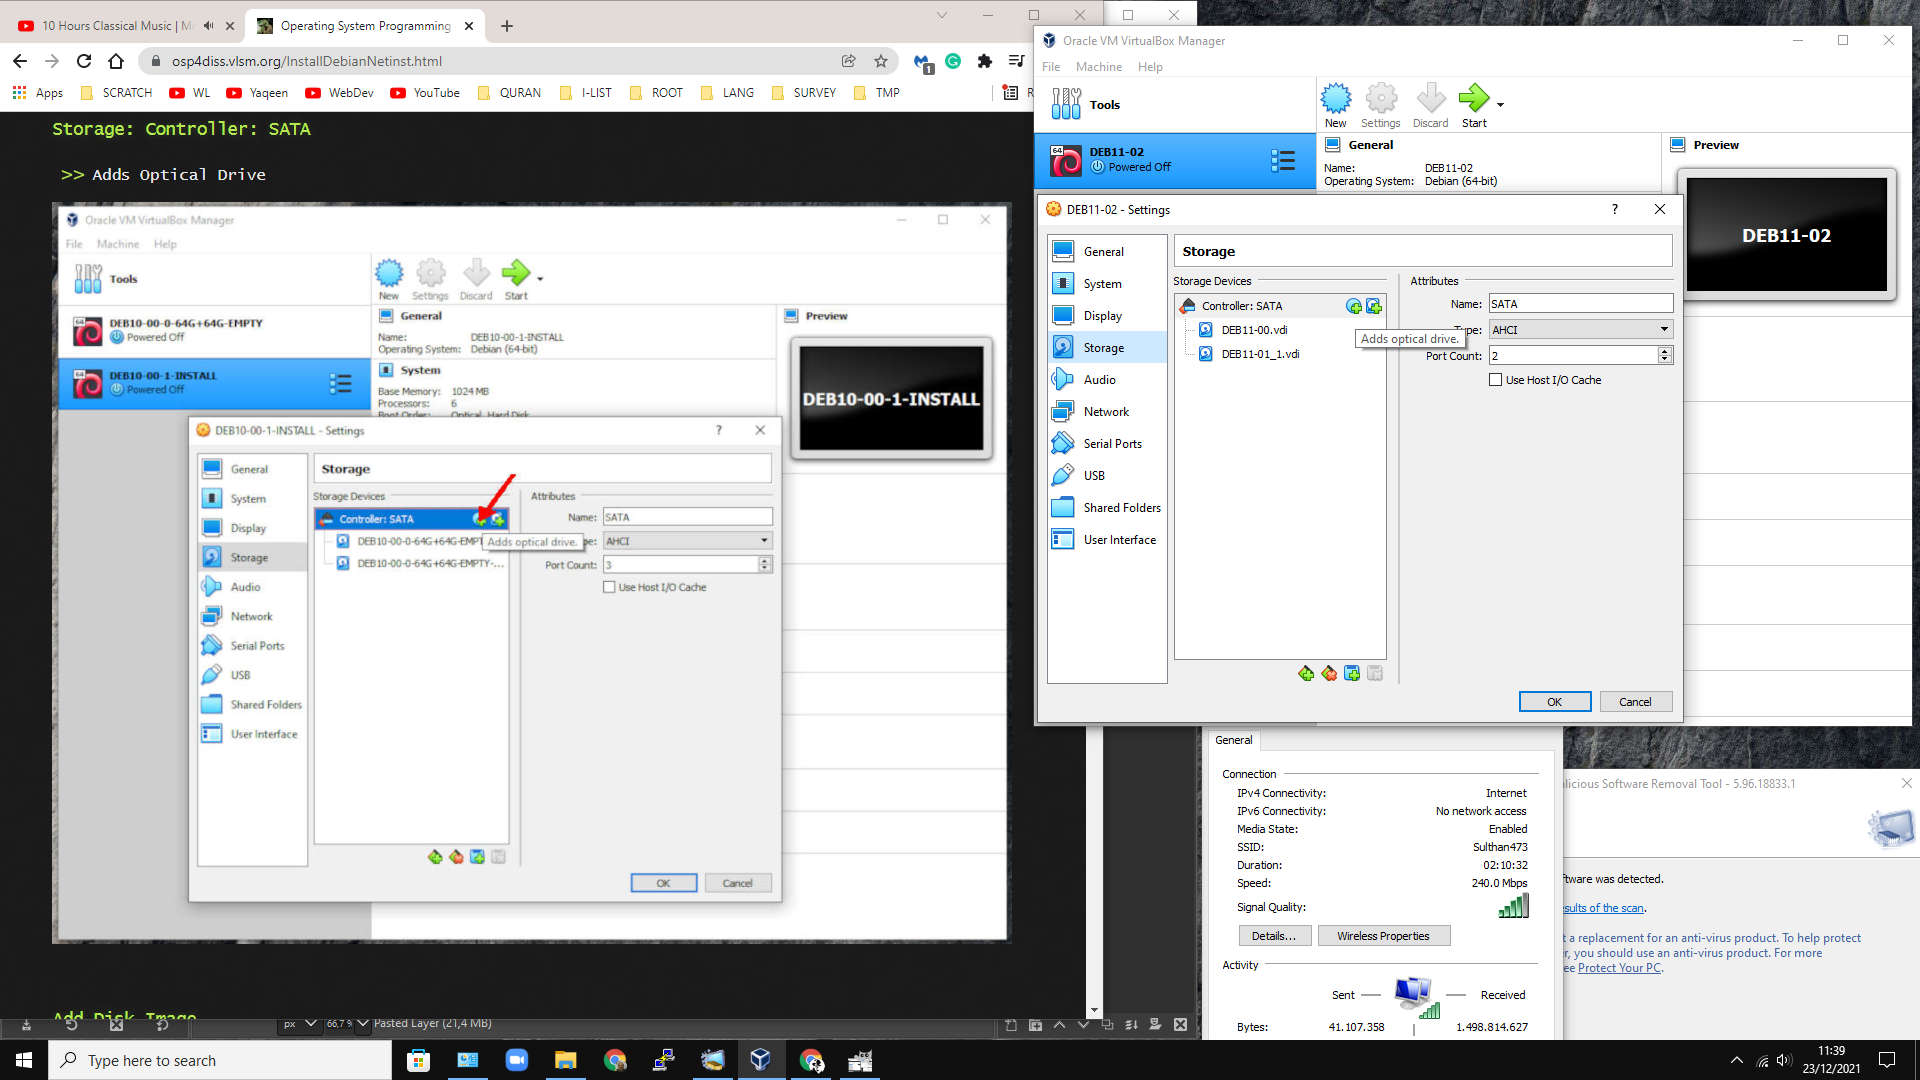 10 Hours Classical Music | M
Operating System Programming
osp4diss.vlsm.org/InstallDebianNetinst.html
1
Apps
SCRATCH
WL
Yaqeen
WebDev
YouTube
QURAN
I-LIST
ROOT
LANG
SURVEY
TMP
R
Storage: Controller: SATA
>> Adds Optical Drive
Oracle VM VirtualBox Manager
File Machine Help
Tools
New
Settings
Discard
Start
64
DEB10-00-0-64G+64G-EMPTY
Powered Off
64
DEB10-00-1-INSTALL
Powered Off
General
Name: DEB10-00-1-INSTALL
Operating System: Debian (64-bit)
System
Base Memory: 1024 MB
Processors: 6
Boot Order: Optical, Hard Disk
Preview
DEB10-00-1-INSTALL
DEB10-00-1-INSTALL - Settings
?
General
System
Display
Storage
Audio
Network
Serial Ports
USB
Shared Folders
User Interface
Storage
Storage Devices
Controller: SATA
DEB10-00-0-64G+64G-EMPT
DEB10-00-0-64G+64G-EMPTY-...
Adds optical drive.
Attributes
Name: SATA
pe: AHCI
Port Count: 3
Use Host I/O Cache
OK
Cancel
Add Disk Image
px
66,7 9
Pasted Layer (21,4 MB)
Oracle VM VirtualBox Manager
File Machine Help
Tools
New
Settings
Discard
Start
64
DEB11-02
Powered Off
General
Name: DEB11-02
Operating System: Debian (64-bit)
Preview
DEB11-02
DEB11-02 - Settings
?
General
System
Display
Storage
Audio
Network
Serial Ports
USB
Shared Folders
User Interface
Storage
Storage Devices
Controller: SATA
DEB11-00.vdi
DEB11-01_1.vdi
Adds optical drive.
Attributes
Name: SATA
pe: AHCI
Port Count: 2
Use Host I/O Cache
OK
Cancel
General
Connection
IPv4 Connectivity: Internet
IPv6 Connectivity: No network access
Media State: Enabled
SSID: Sulthan473
Duration: 02:10:32
Speed: 240.0 Mbps
Signal Quality:
Details...
Wireless Properties
Activity
Sent
Received
Bytes: 41.107.358 1.498.814.627
licious Software Removal Tool - 5.96.18833.1
ftware was detected.
sults of the scan.
t a replacement for an anti-virus product. To help protect
r, you should use an anti-virus product. For more
ee Protect Your PC.
Type here to search
11:39
23/12/2021